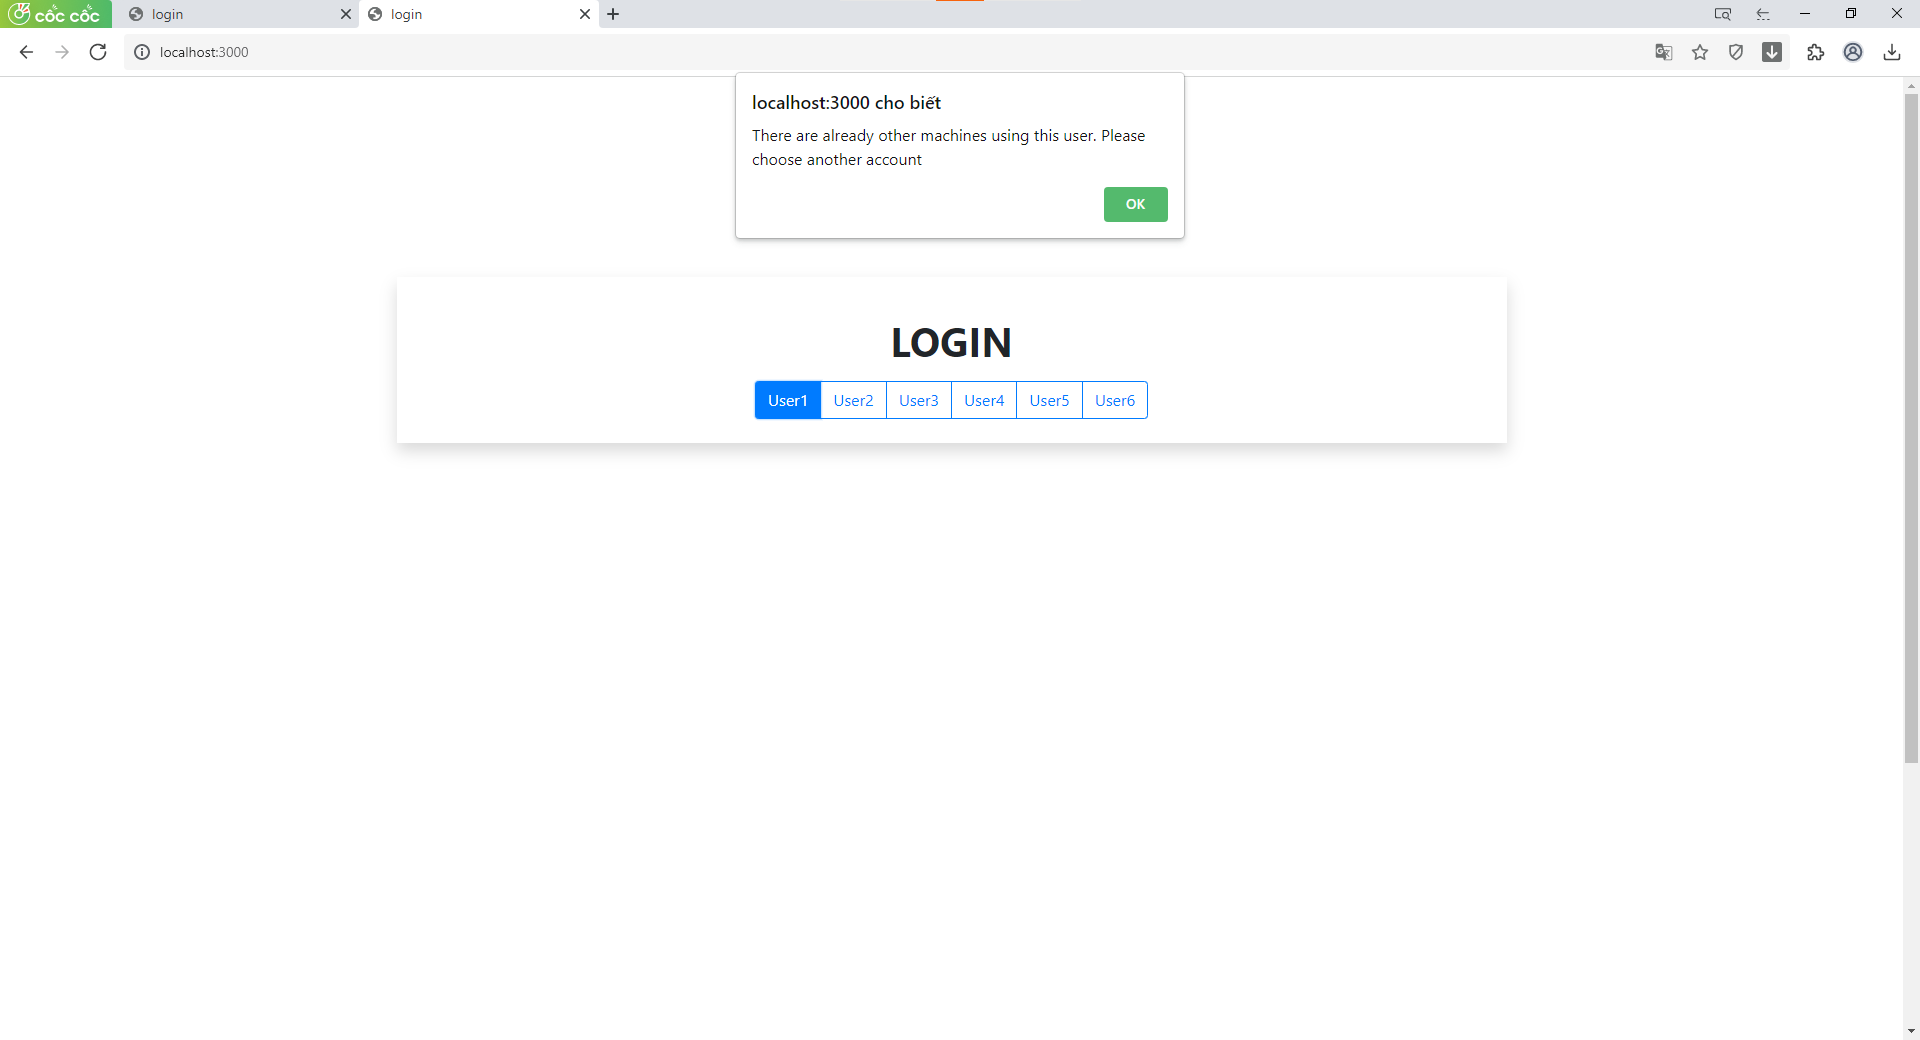 cốc cốc login login
localhost:3000
localhost:3000 cho biết
There are already other machines using this user. Please
choose another account
OK
LOGIN
User1 User2 User3 User4 User5 User6